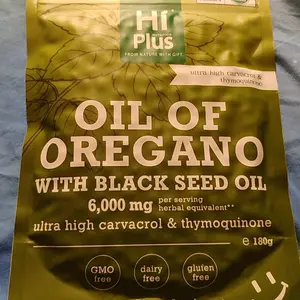 Hi
Plus
FROM NATURE WITH GIFT
ultra high carvacrol &
thymoquinone
OIL OF
OREGANO
WITH BLACK SEED OIL
6,000 mg per serving
herbal equivalent**
ultra high carvacrol & thymoquinone
℮ 180g
GMO
free
dairy
free
gluten
free